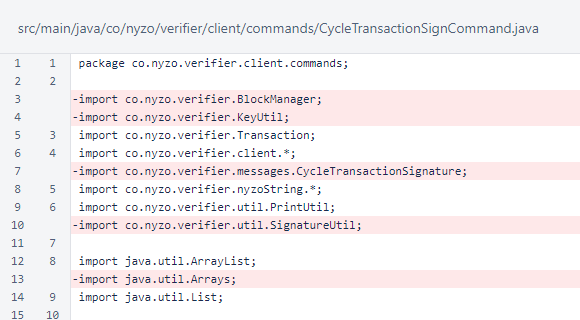 src/main/java/co/nyzo/verifier/client/commands/CycleTransactionSignCommand.java
1 1 package co.nyzo.verifier.client.commands;
2 2
3 -import co.nyzo.verifier.BlockManager;
4 -import co.nyzo.verifier.KeyUtil;
5 3 import co.nyzo.verifier.Transaction;
6 4 import co.nyzo.verifier.client.*;
7 -import co.nyzo.verifier.messages.CycleTransactionSignature;
8 5 import co.nyzo.verifier.nyzoString.*;
9 6 import co.nyzo.verifier.util.PrintUtil;
10 -import co.nyzo.verifier.util.SignatureUtil;
11 7
12 8 import java.util.ArrayList;
13 -import java.util.Arrays;
14 9 import java.util.List;
15 10